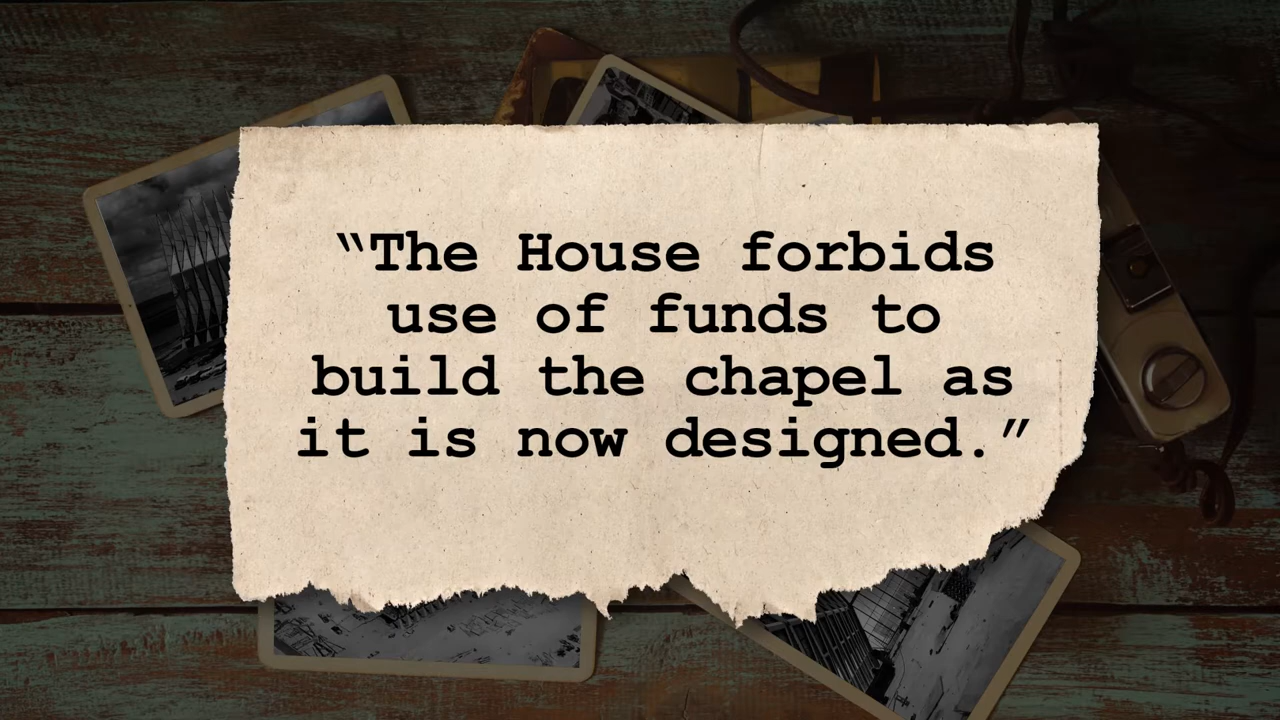 “The House forbids
use of funds to
build the chapel as
it is now designed.”